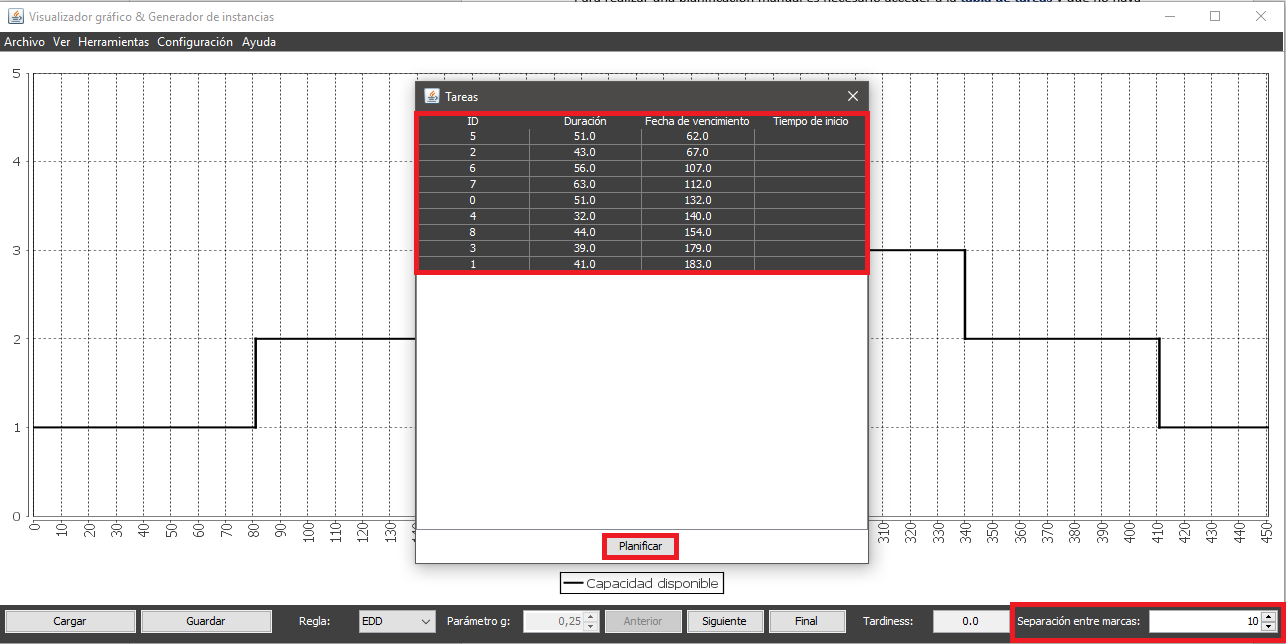 Para realizar una planificación manual es necesario acceder a la tabla de tareas y que no haya
Visualizador gráfico & Generador de instancias
Archivo Ver Herramientas Configuración Ayuda
5
4
3
2
1
0
Tareas
ID Duración Fecha de vencimiento Tiempo de inicio
5 51.0 62.0
2 43.0 67.0
6 56.0 107.0
7 63.0 112.0
0 51.0 132.0
4 32.0 140.0
8 44.0 154.0
3 39.0 179.0
1 41.0 183.0
Planificar
0 10 20 30 40 50 60 70 80 90 100 110 120 130 310 320 330 340 350 360 370 380 390 400 410 420 430 440 450
Capacidad disponible
Cargar Guardar Regla: EDD Parámetro g: 0,25 Anterior Siguiente Final Tardiness: 0.0 Separación entre marcas: 10